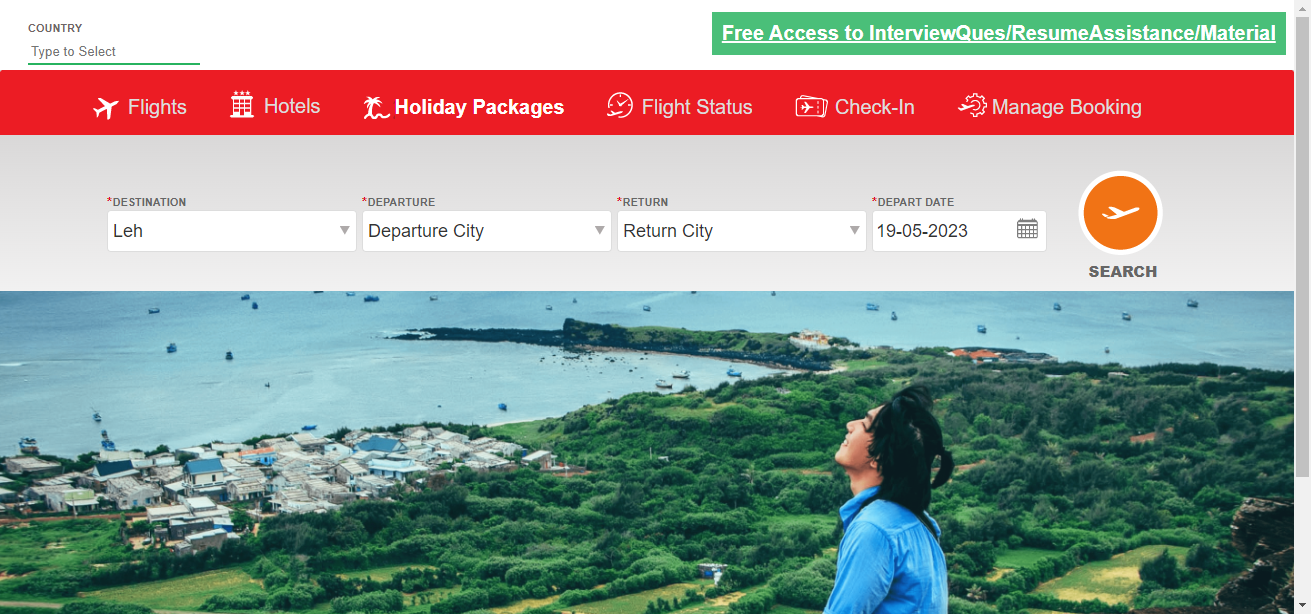 COUNTRY
Type to Select
Free Access to InterviewQues/ResumeAssistance/Material
Flights
Hotels
Holiday Packages
Flight Status
Check-In
Manage Booking
*DESTINATION
*DEPARTURE
*RETURN
*DEPART DATE
Leh
Departure City
Return City
19-05-2023
SEARCH